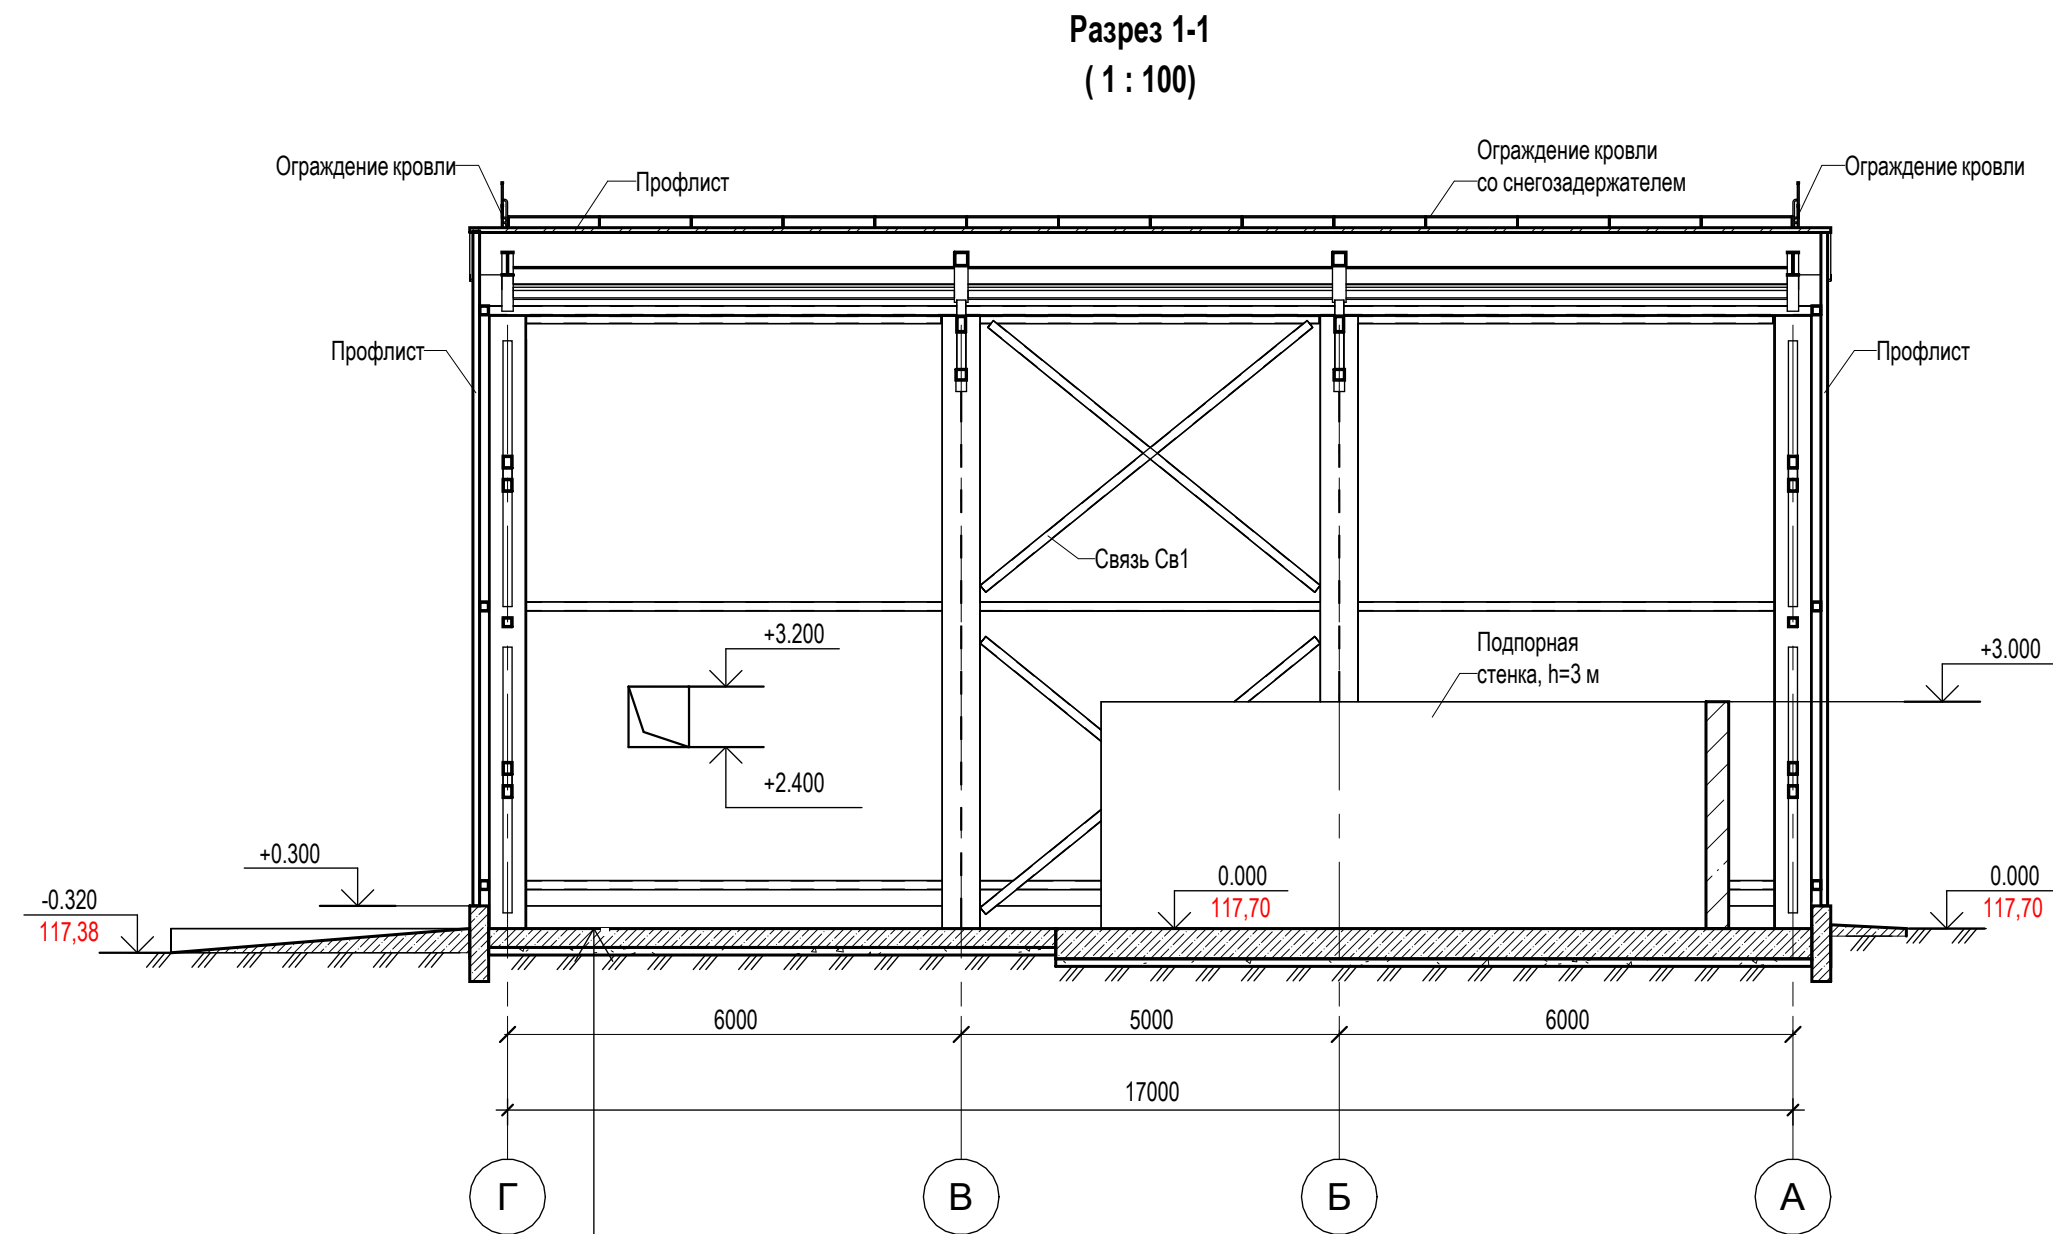 Разрез 1-1
( 1 : 100)
Ограждение кровли
Профлист
Ограждение кровли
со снегозадержателем
Ограждение кровли
Профлист
Профлист
Связь Св1
+3.200
Подпорная
стенка, h=3 м
+3.000
+2.400
+0.300
-0.320
117,38
0.000
117,70
0.000
117,70
6000
5000
6000
17000
Г
В
Б
А